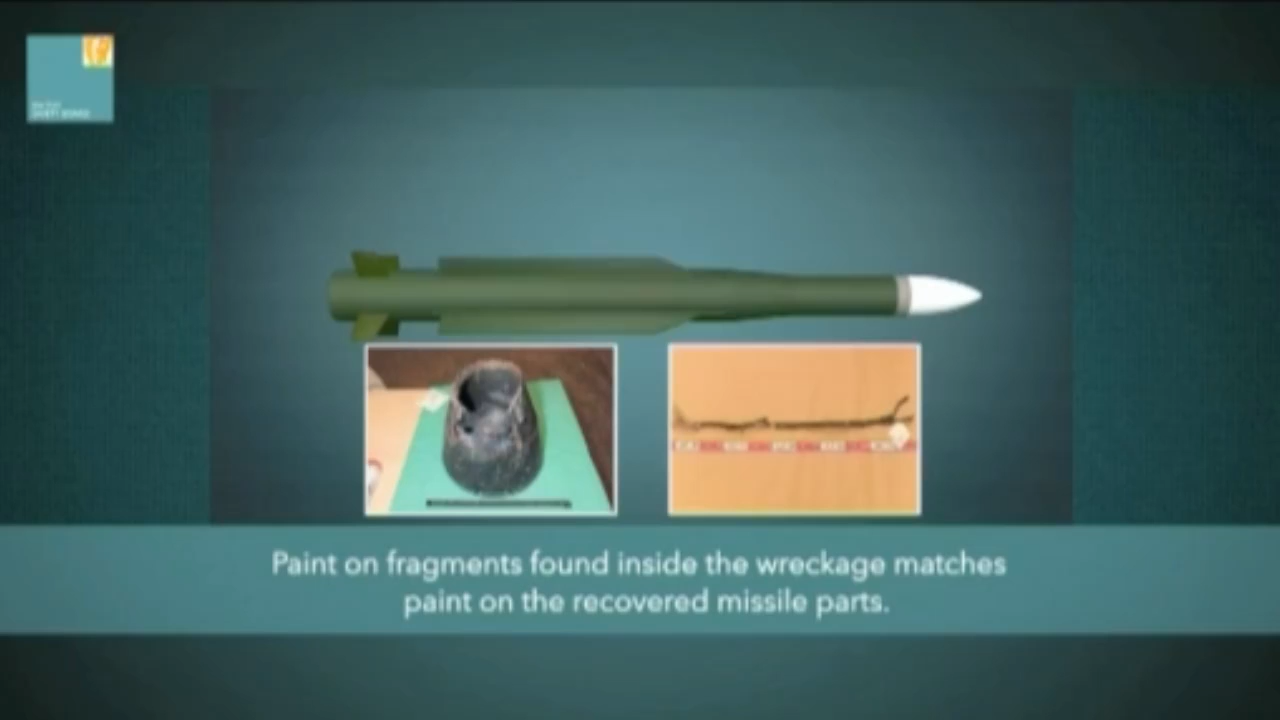 Paint on fragments found inside the wreckage matches
paint on the recovered missile parts.